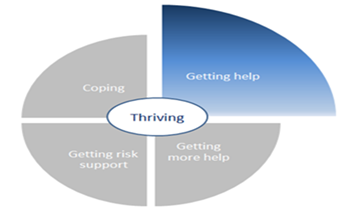 Getting help
Coping
Thriving
Getting risk
support
Getting
more help